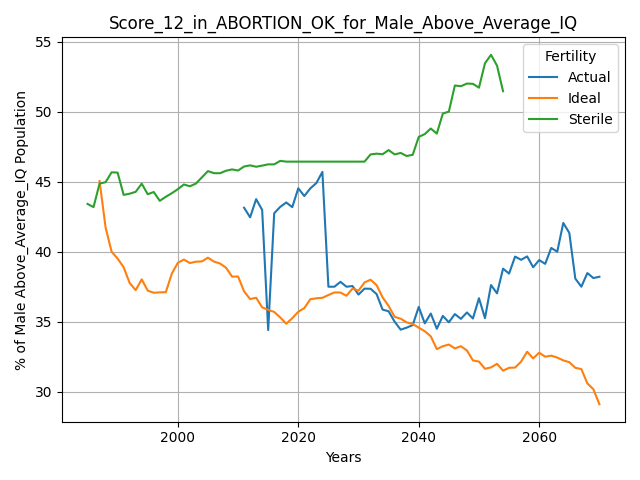 Score_12_in_ABORTION_OK_for_Male_Above_Average_IQ
% of Male Above_Average_IQ Population
55
50
45
40
35
30
Fertility
Actual
Ideal
Sterile
2000
2020
2040
2060
Years